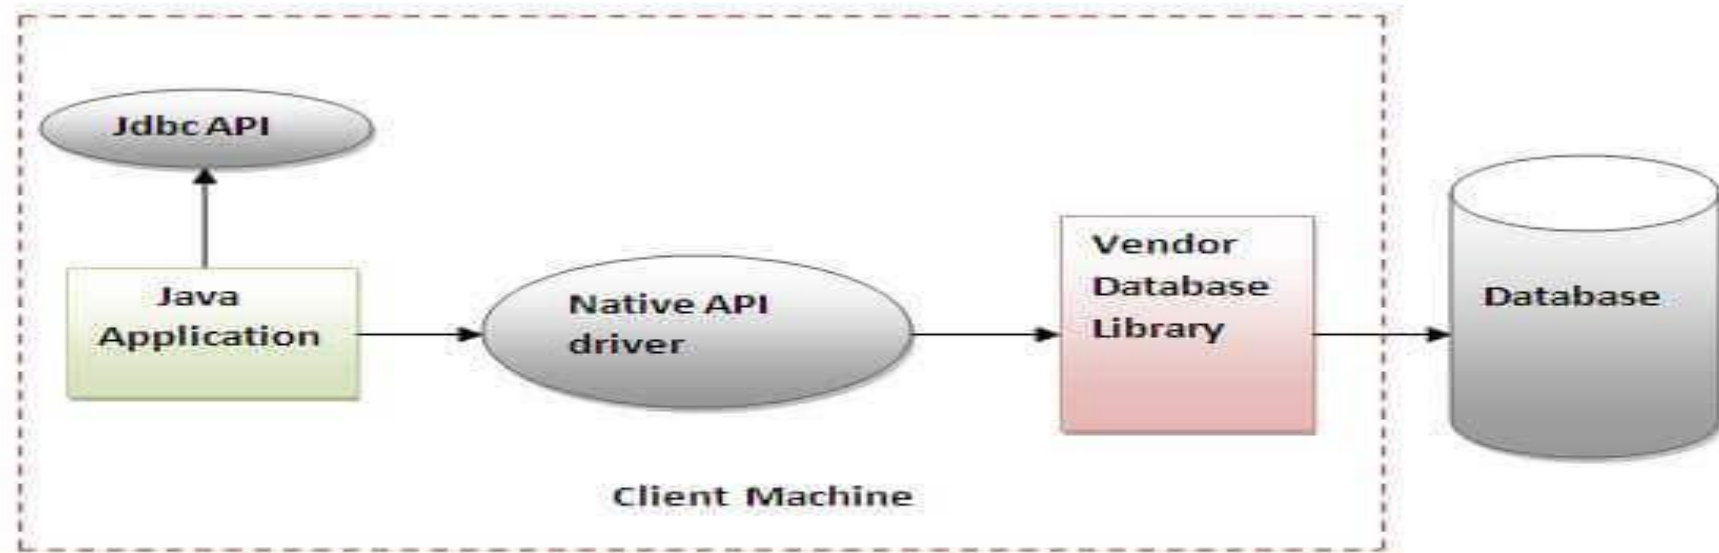 Jdbc API
Java
Application
Native API
driver
Vendor
Database
Library
Database
Client Machine